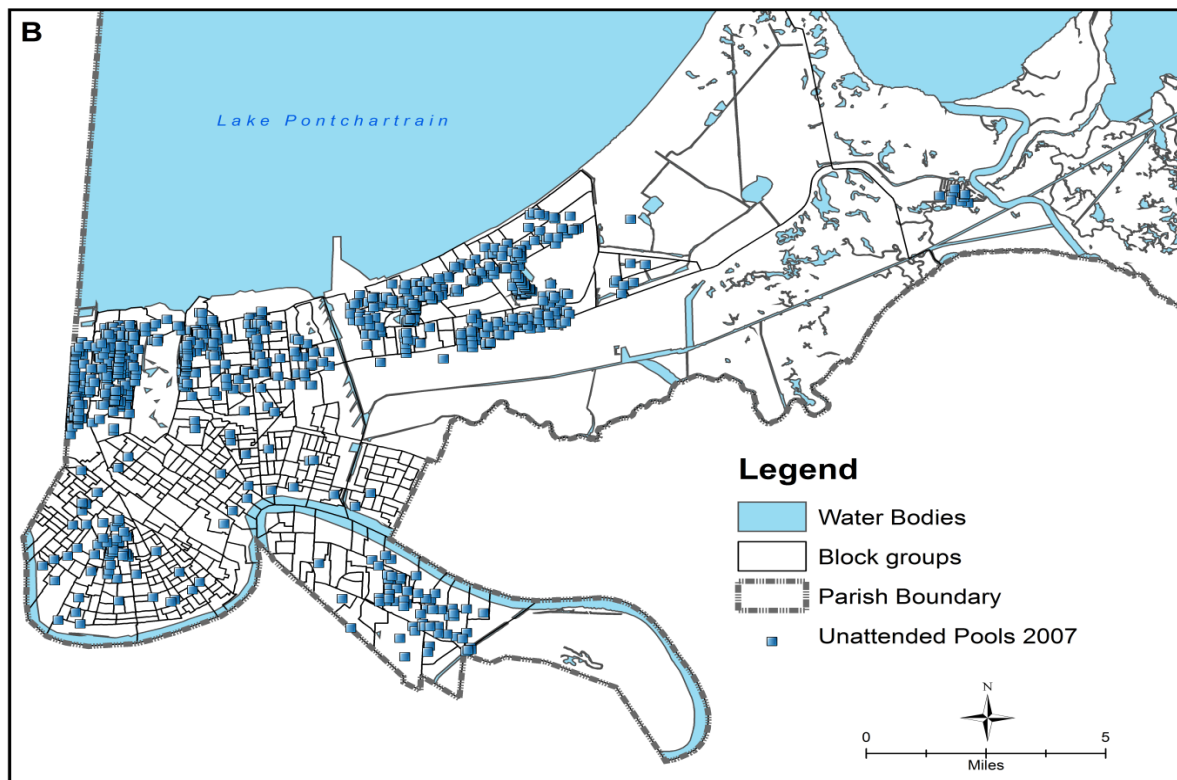 B
Lake Pontchartrain
Legend
Water Bodies
Block groups
Parish Boundary
Unattended Pools 2007
N
0 5
Miles